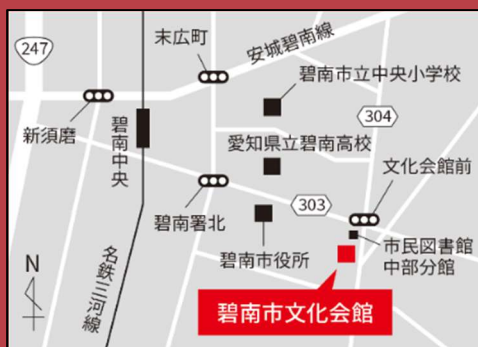 247
末広町
安城碧南線
碧南市立中央小学校
新須磨
碧南中央
304
愛知県立碧南高校
文化会館前
碧南署北
303
市民図書館
中部分館
碧南市役所
N
名鉄三河線
碧南市文化会館